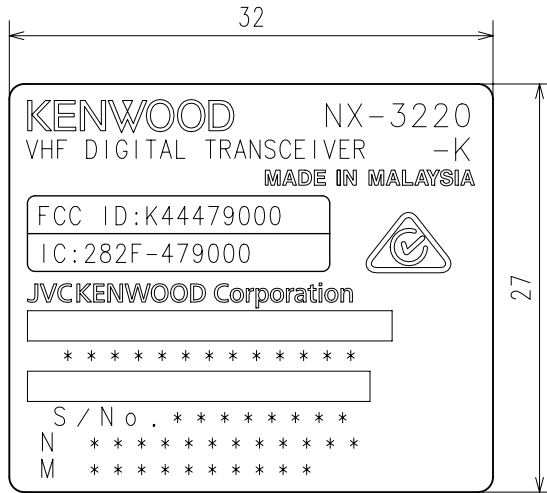 32
KENWOOD NX-3220
VHF DIGITAL TRANSCEIVER -K
MADE IN MALAYSIA
FCC ID:K44479000
IC:282F-479000
JVCKENWOOD Corporation
*************
S/No.********
N ************
M **********
27